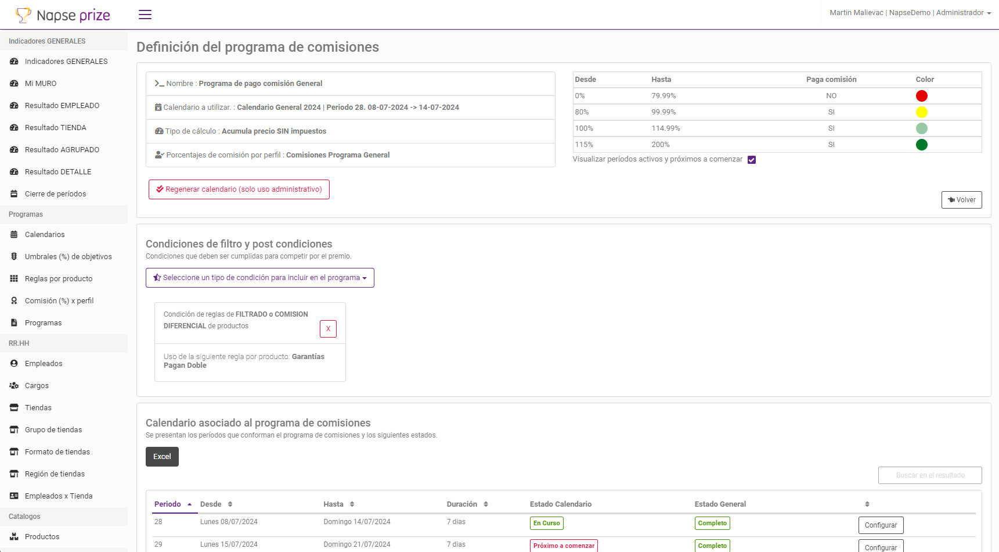 Napse prize
Martin Malievac | NapseDemo | Administrador
Indicadores GENERALES
Indicadores GENERALES
Mi MURO
Resultado EMPLEADO
Resultado TIENDA
Resultado AGRUPADO
Resultado DETALLE
Cierre de períodos
Programas
Calendarios
Umbrales (%) de objetivos
Reglas por producto
Comisión (%) x perfil
Programas
RR.HH
Empleados
Cargos
Tiendas
Grupo de tiendas
Formato de tiendas
Región de tiendas
Empleados x Tienda
Catalogos
Productos
Definición del programa de comisiones
Nombre : Programa de pago comisión General
Calendario a utilizar. : Calendario General 2024 | Periodo 28. 08-07-2024 -> 14-07-2024
Tipo de cálculo : Acumula precio SIN impuestos
Porcentajes de comisión por perfil : Comisiones Programa General
Regenerar calendario (solo uso administrativo)
Desde Hasta Paga comisión Color
0% 79.99% NO
80% 99.99% SI
100% 114.99% SI
115% 200% SI
Visualizar períodos activos y próximos a comenzar
Volver
Condiciones de filtro y post condiciones
Condiciones que deben ser cumplidas para competir por el premio.
Seleccione un tipo de condición para incluir en el programa
Condición de reglas de FILTRADO o COMISION
DIFERENCIAL de productos
X
Uso de la siguiente regla por producto: Garantías
Pagan Doble
Calendario asociado al programa de comisiones
Se presentan los períodos que conforman el programa de comisiones y los siguientes estados.
Excel
Buscar en el resultado
Periodo Desde Hasta Duración Estado Calendario Estado General
28 Lunes 08/07/2024 Domingo 14/07/2024 7 dias En Curso Completo Configurar
29 Lunes 15/07/2024 Domingo 21/07/2024 7 dias Próximo a comenzar Completo Configurar